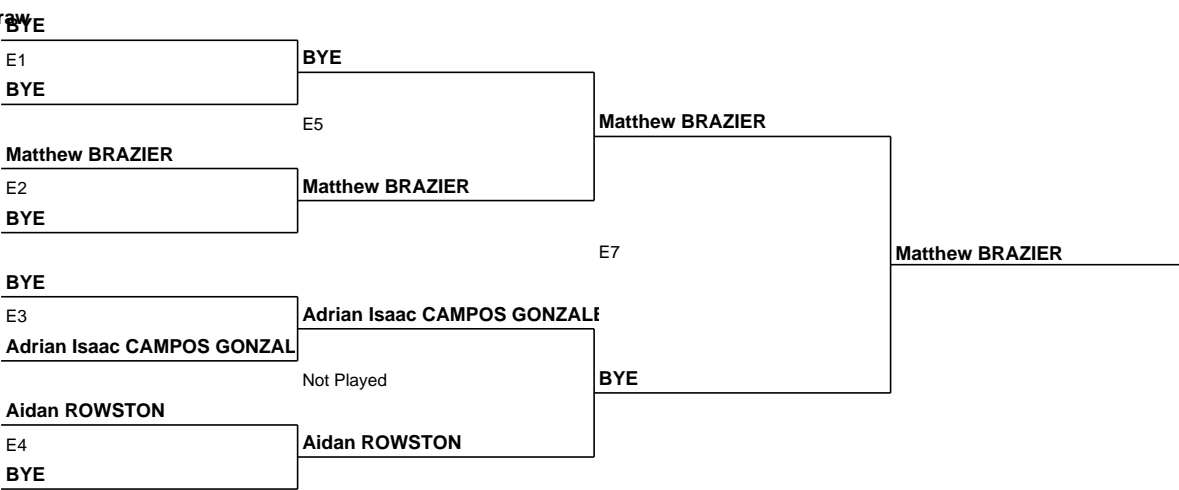 raw
BYE
E1
BYE
BYE
E5
Matthew BRAZIER
Matthew BRAZIER
E2
Matthew BRAZIER
BYE
E7
Matthew BRAZIER
BYE
E3
Adrian Isaac CAMPOS GONZALE
Adrian Isaac CAMPOS GONZAL
Not Played
BYE
Aidan ROWSTON
E4
Aidan ROWSTON
BYE